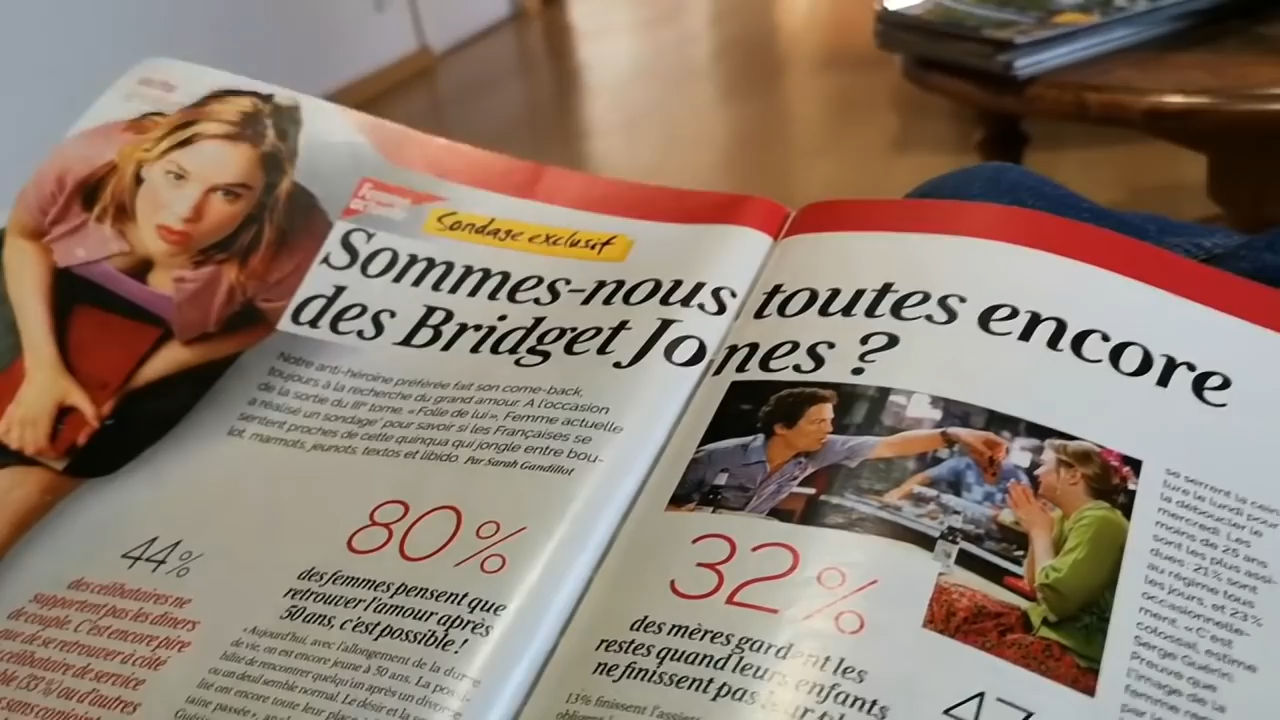 Femme actuelle
Sondage exclusif
Sommes-nous toutes encore
des Bridget Jones ?
Notre anti-héroïne préférée fait son come-back,
toujours à la recherche du grand amour. À l'occasion
de la sortie du IIIᵉ tome, «Folle de lui», Femme actuelle
a réalisé un sondage* pour savoir si les Françaises se
sentent proches de cette quinqua qui jongle entre bou-
lot, marmots, jeunots, textos et libido. Par Sarah Gandillot
44%
des célibataires ne
supportent pas les dîners
de couple. C'est encore pire
que de se retrouver à côté
célibataire de service
(33 %) ou d'autres
sans conjoint
80%
des femmes pensent que
retrouver l'amour après
50 ans, c'est possible !
«Aujourd'hui, avec l'allongement de la durée
de vie, on est encore jeune à 50 ans. La possi-
bilité de rencontrer quelqu'un après un divorce
ou un deuil semble normal. Le désir et la
lité ont encore toute leur place
taine passée»,
32%
des mères gardent les
restes quand leurs enfants
ne finissent pas leur
13% finissent l'assiette
47
se serrent la cein-
ture le lundi pour
la déboucler le
mercredi. Les
moins de 25 ans
sont les plus assi-
dues: 21% sont
au régime tous
les jours, et 23%
occasionnelle-
ment. «C'est
colossal, estime
Serge Guérin.
Preuve que
l'image de la
femme